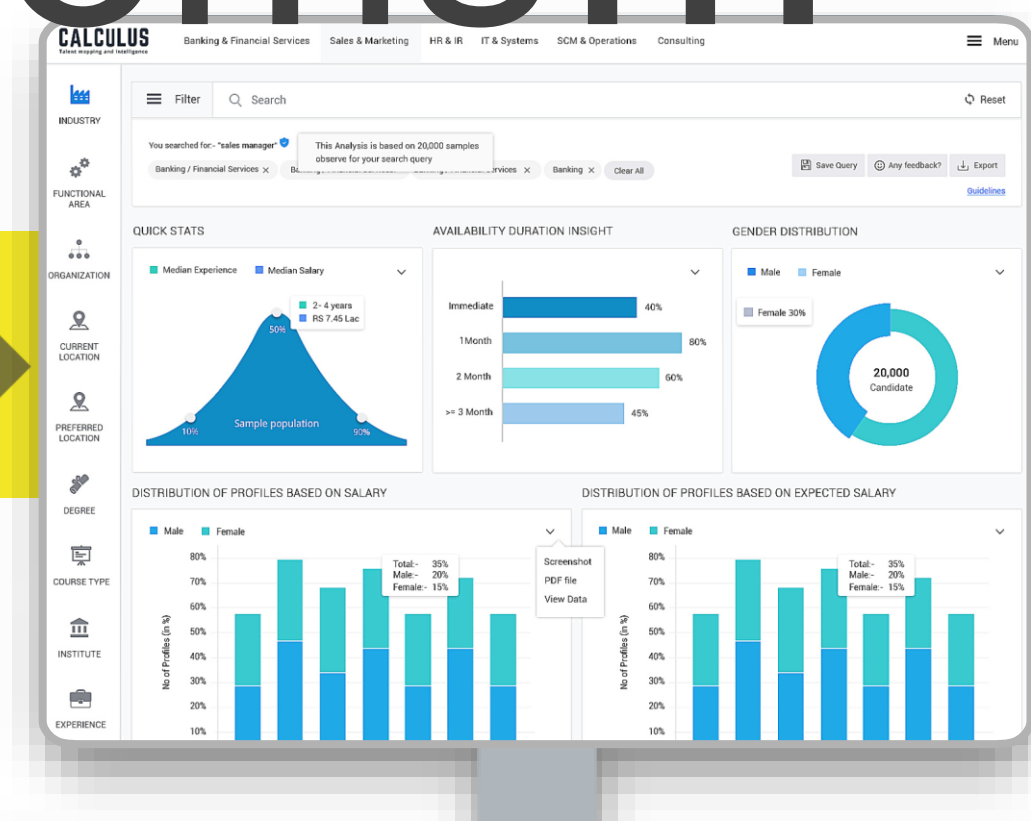 CALCULUS
Talent mapping and intelligence
Banking & Financial Services Sales & Marketing HR & IR IT & Systems SCM & Operations Consulting Menu
INDUSTRY
FUNCTIONAL
AREA
ORGANIZATION
CURRENT
LOCATION
PREFERRED
LOCATION
DEGREE
COURSE TYPE
INSTITUTE
EXPERIENCE
Filter Search Reset
You searched for:- "sales manager"
This Analysis is based on 20,000 samples
observe for your search query
Banking / Financial Services × × Banking × Clear All
Save Query Any feedback? Export
Guidelines
QUICK STATS
Median Experience Median Salary
2- 4 years
RS 7.45 Lac
50%
Sample population
10% 90%
AVAILABILITY DURATION INSIGHT
Immediate 40%
1Month 80%
2 Month 60%
>= 3 Month 45%
GENDER DISTRIBUTION
Male Female
Female 30%
20,000
Candidate
DISTRIBUTION OF PROFILES BASED ON SALARY
Male Female
Screenshot
PDF file
View Data
Total:- 35%
Male:- 20%
Female:- 15%
No of Profiles (in %)
80%
70%
60%
50%
40%
30%
20%
10%
DISTRIBUTION OF PROFILES BASED ON EXPECTED SALARY
Male Female
Total:- 35%
Male:- 20%
Female:- 15%
No of Profiles (in %)
80%
70%
60%
50%
40%
30%
20%
10%